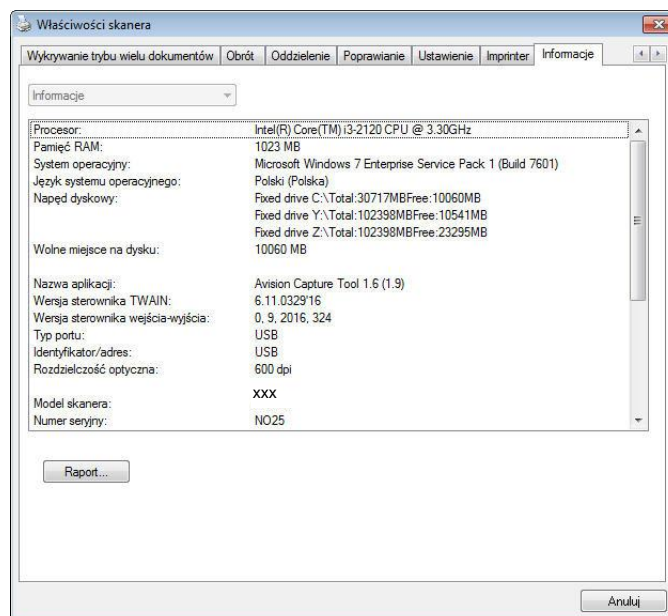 Właściwości skanera
Wykrywanie trybu wielu dokumentów Obrót Oddzielenie Poprawianie Ustawienie Imprinter Informacje
Informacje
Procesor: Intel(R) Core(TM) i3-2120 CPU @ 3.30GHz
Pamięć RAM: 1023 MB
System operacyjny: Microsoft Windows 7 Enterprise Service Pack 1 (Build 7601)
Język systemu operacyjnego: Polski (Polska)
Napęd dyskowy: Fixed drive C:\Total:30717MBFree:10060MB
Fixed drive Y:\Total:102398MBFree:10541MB
Fixed drive Z:\Total:102398MBFree:23295MB
Wolne miejsce na dysku: 10060 MB
Nazwa aplikacji: Avision Capture Tool 1.6 (1.9)
Wersja sterownika TWAIN: 6.11.0329'16
Wersja sterownika wejścia-wyjścia: 0, 9, 2016, 324
Typ portu: USB
Identyfikator/adres: USB
Rozdzielczość optyczna: 600 dpi
Model skanera: xxx
Numer seryjny: NO25
Raport...
Anuluj